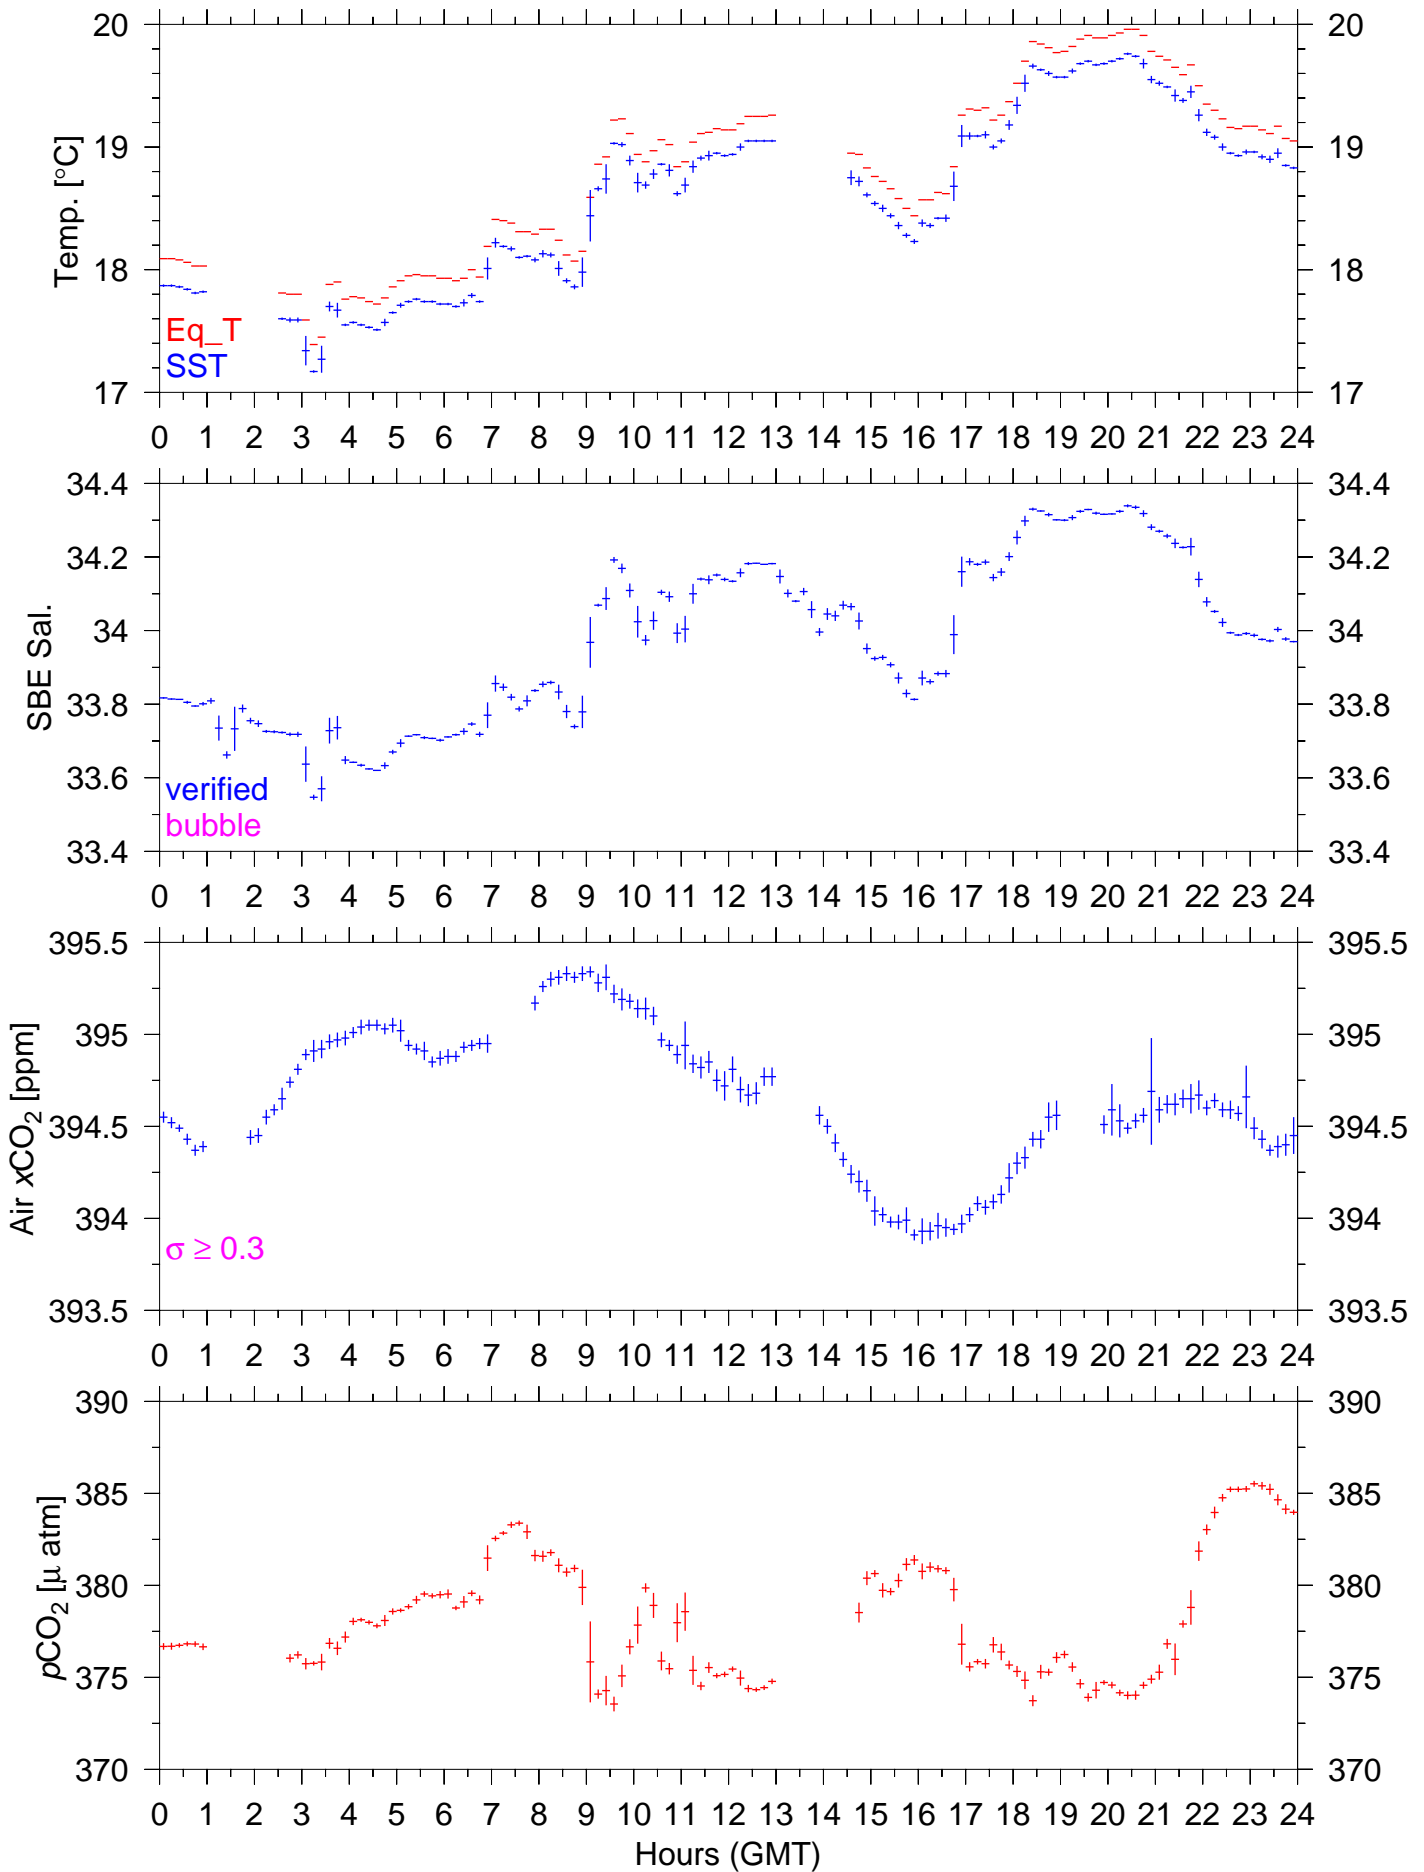 20 20
19 19
18 18
17 17
Temp. [°C]
Eq_T
SST
0 1 2 3 4 5 6 7 8 9 10 11 12 13 14 15 16 17 18 19 20 21 22 23 24
34.4 34.4
34.2 34.2
34 34
33.8 33.8
33.6 33.6
33.4 33.4
SBE Sal.
verified
bubble
0 1 2 3 4 5 6 7 8 9 10 11 12 13 14 15 16 17 18 19 20 21 22 23 24
395.5 395.5
395 395
394.5 394.5
394 394
393.5 393.5
Air xCO₂ [ppm]
σ ≥ 0.3
0 1 2 3 4 5 6 7 8 9 10 11 12 13 14 15 16 17 18 19 20 21 22 23 24
390 390
385 385
380 380
375 375
370 370
pCO₂ [μ atm]
0 1 2 3 4 5 6 7 8 9 10 11 12 13 14 15 16 17 18 19 20 21 22 23 24
Hours (GMT)